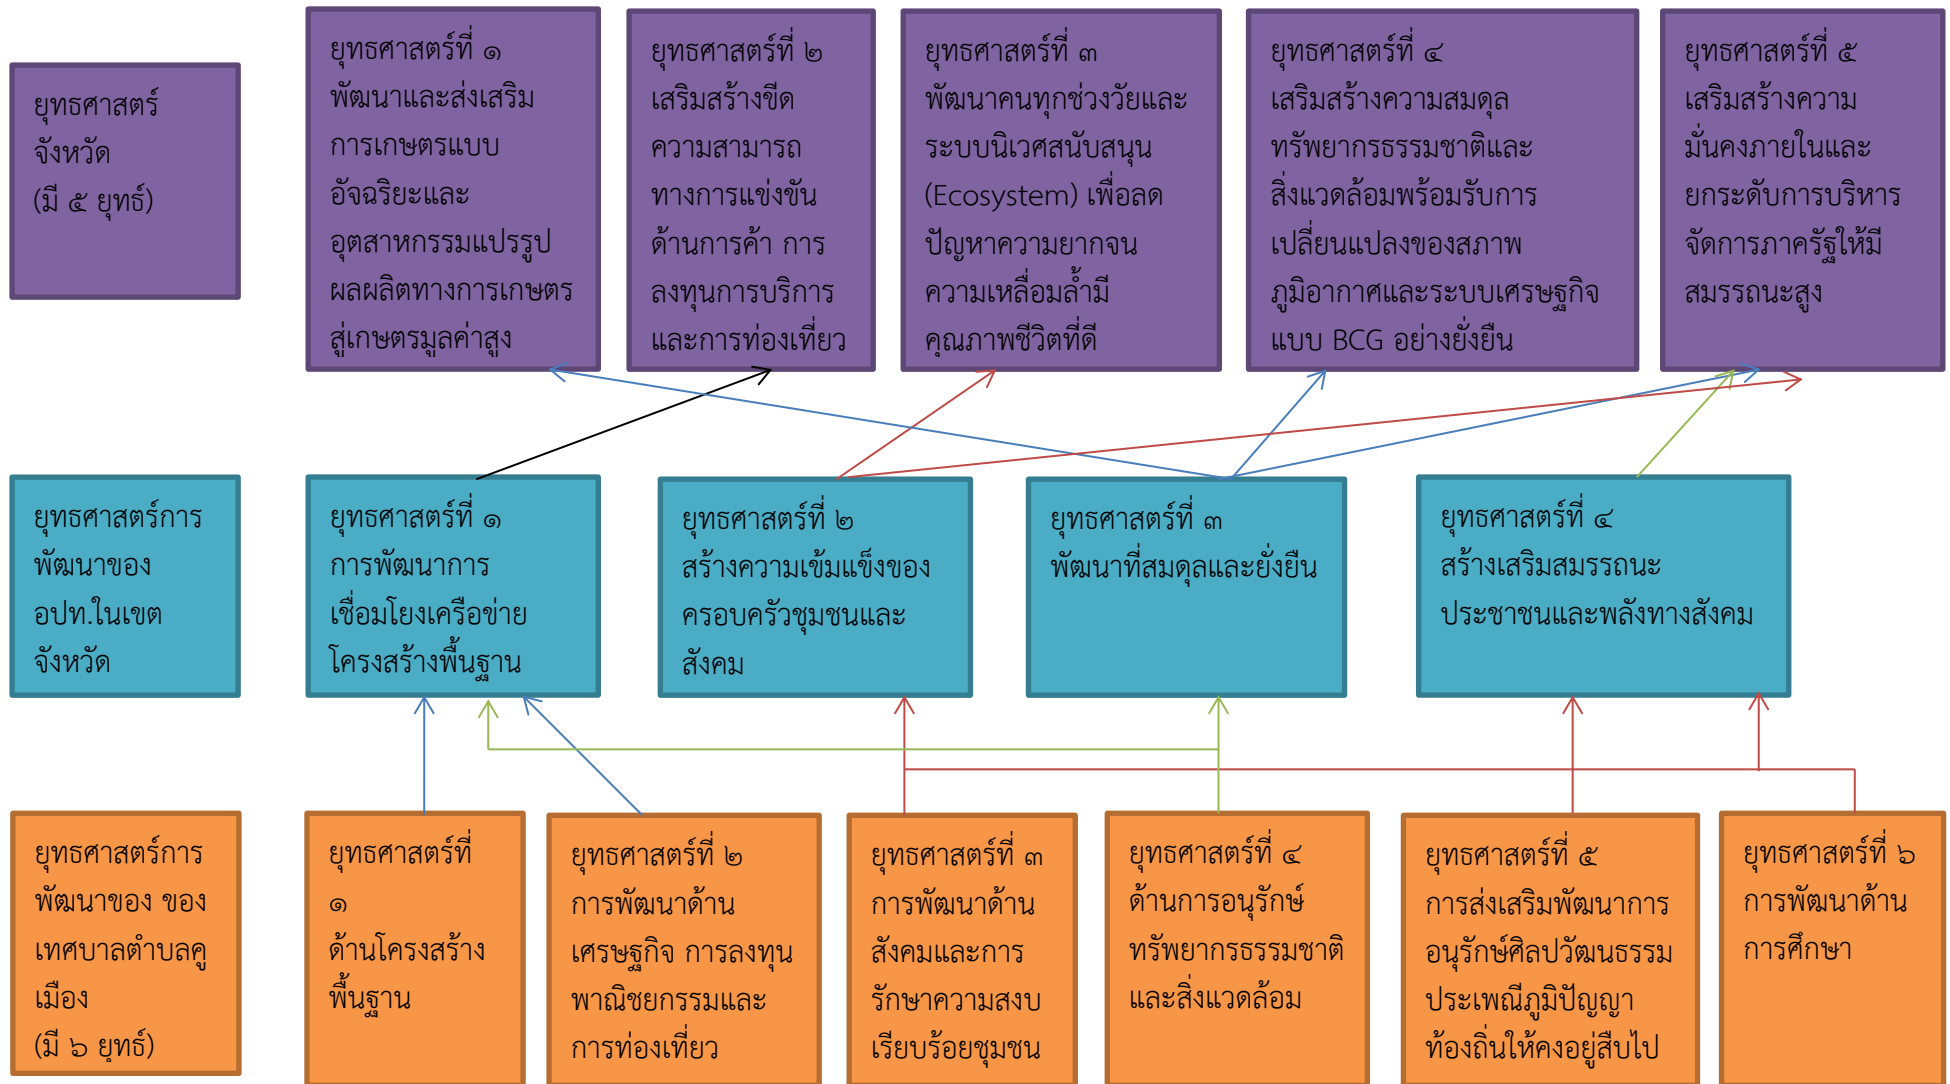 ยุทธศาสตร์
จังหวัด
(มี ๕ ยุทธ์)
ยุทธศาสตร์ที่ ๑
พัฒนาและส่งเสริม
การเกษตรแบบ
อัจฉริยะและ
อุตสาหกรรมแปรรูป
ผลผลิตทางการเกษตร
สู่เกษตรมูลค่าสูง
ยุทธศาสตร์ที่ ๒
เสริมสร้างขีด
ความสามารถ
ทางการแข่งขัน
ด้านการค้า การ
ลงทุนการบริการ
และการท่องเที่ยว
ยุทธศาสตร์ที่ ๓
พัฒนาคนทุกช่วงวัยและ
ระบบนิเวศสนับสนุน
(Ecosystem) เพื่อลด
ปัญหาความยากจน
ความเหลื่อมล้ำมี
คุณภาพชีวิตที่ดี
ยุทธศาสตร์ที่ ๔
เสริมสร้างความสมดุล
ทรัพยากรธรรมชาติและ
สิ่งแวดล้อมพร้อมรับการ
เปลี่ยนแปลงของสภาพ
ภูมิอากาศและระบบเศรษฐกิจ
แบบ BCG อย่างยั่งยืน
ยุทธศาสตร์ที่ ๕
เสริมสร้างความ
มั่นคงภายในและ
ยกระดับการบริหาร
จัดการภาครัฐให้มี
สมรรถนะสูง
ยุทธศาสตร์การ
พัฒนาของ
อปท.ในเขต
จังหวัด
ยุทธศาสตร์ที่ ๑
การพัฒนาการ
เชื่อมโยงเครือข่าย
โครงสร้างพื้นฐาน
ยุทธศาสตร์ที่ ๒
สร้างความเข้มแข็งของ
ครอบครัวชุมชนและ
สังคม
ยุทธศาสตร์ที่ ๓
พัฒนาที่สมดุลและยั่งยืน
ยุทธศาสตร์ที่ ๔
สร้างเสริมสมรรถนะ
ประชาชนและพลังทางสังคม
ยุทธศาสตร์การ
พัฒนาของ ของ
เทศบาลตำบลคู
เมือง
(มี ๖ ยุทธ์)
ยุทธศาสตร์ที่
๑
ด้านโครงสร้าง
พื้นฐาน
ยุทธศาสตร์ที่ ๒
การพัฒนาด้าน
เศรษฐกิจ การลงทุน
พาณิชยกรรมและ
การท่องเที่ยว
ยุทธศาสตร์ที่ ๓
การพัฒนาด้าน
สังคมและการ
รักษาความสงบ
เรียบร้อยชุมชน
ยุทธศาสตร์ที่ ๔
ด้านการอนุรักษ์
ทรัพยากรธรรมชาติ
และสิ่งแวดล้อม
ยุทธศาสตร์ที่ ๕
การส่งเสริมพัฒนาการ
อนุรักษ์ศิลปวัฒนธรรม
ประเพณีภูมิปัญญา
ท้องถิ่นให้คงอยู่สืบไป
ยุทธศาสตร์ที่ ๖
การพัฒนาด้าน
การศึกษา